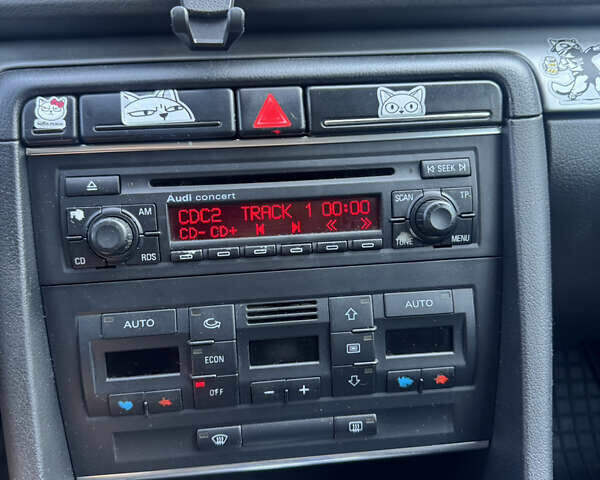 SEEK
Audi concert
SCAN TP
AM
CDC2 TRACK 1 00:00
CD- CD+
CD RDS
TUNE MENU
AUTO AUTO
ECON
OFF
- +